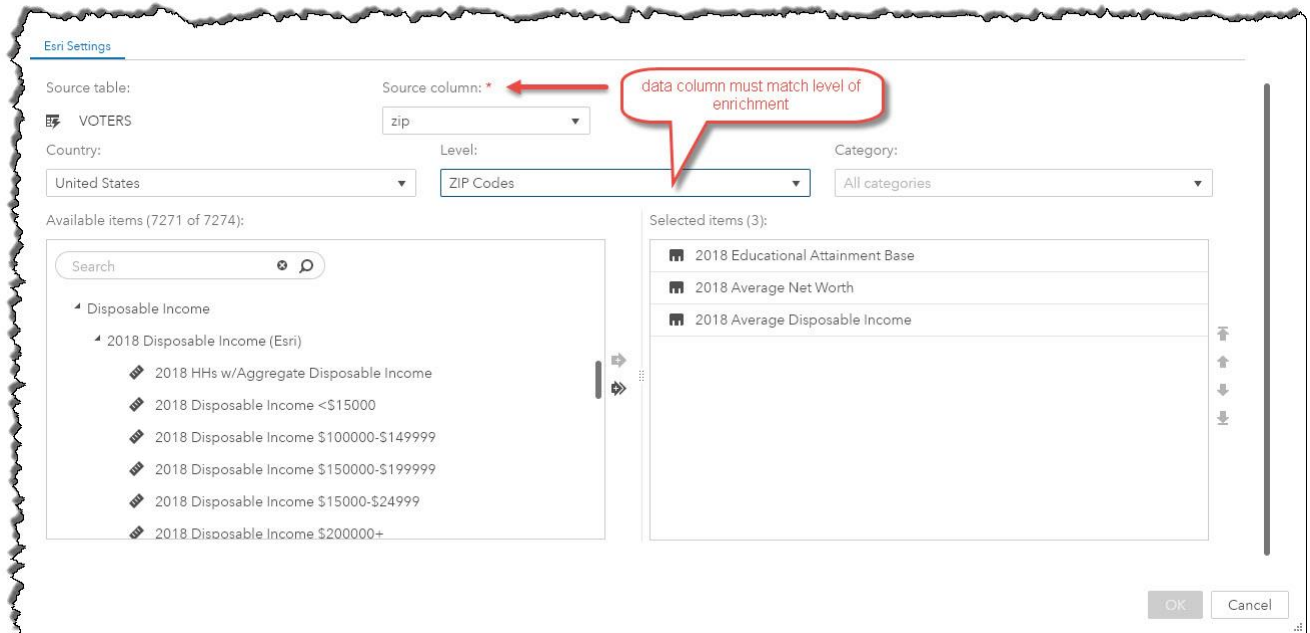 Esri Settings
Source table:
Source column: *
data column must match level of
enrichment
VOTERS
zip
Country:
Level:
Category:
United States
ZIP Codes
All categories
Available items (7271 of 7274):
Selected items (3):
Search
2018 Educational Attainment Base
2018 Average Net Worth
2018 Average Disposable Income
Disposable Income
2018 Disposable Income (Esri)
2018 HHs w/Aggregate Disposable Income
2018 Disposable Income <$15000
2018 Disposable Income $100000-$149999
2018 Disposable Income $150000-$199999
2018 Disposable Income $15000-$24999
2018 Disposable Income $200000+
OK
Cancel